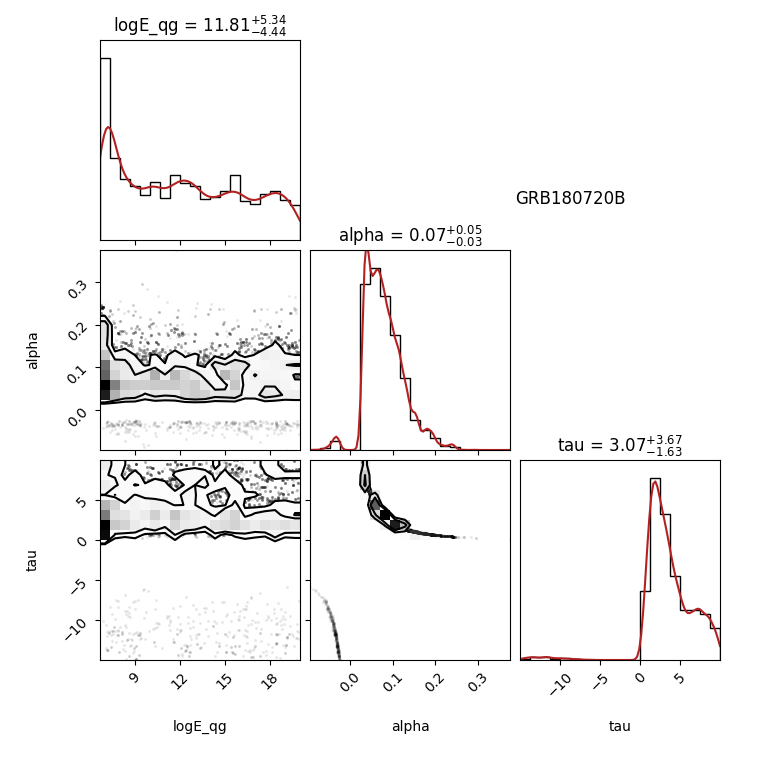 logE_qg = 11.81+5.34−4.44
GRB180720B
alpha = 0.07+0.05−0.03
0.3
0.2
0.1
0.0
alpha
tau = 3.07+3.67−1.63
5
0
−5
−10
tau
9 12 15 18
0.0 0.1 0.2 0.3
−10 −5 0 5
logE_qg alpha tau